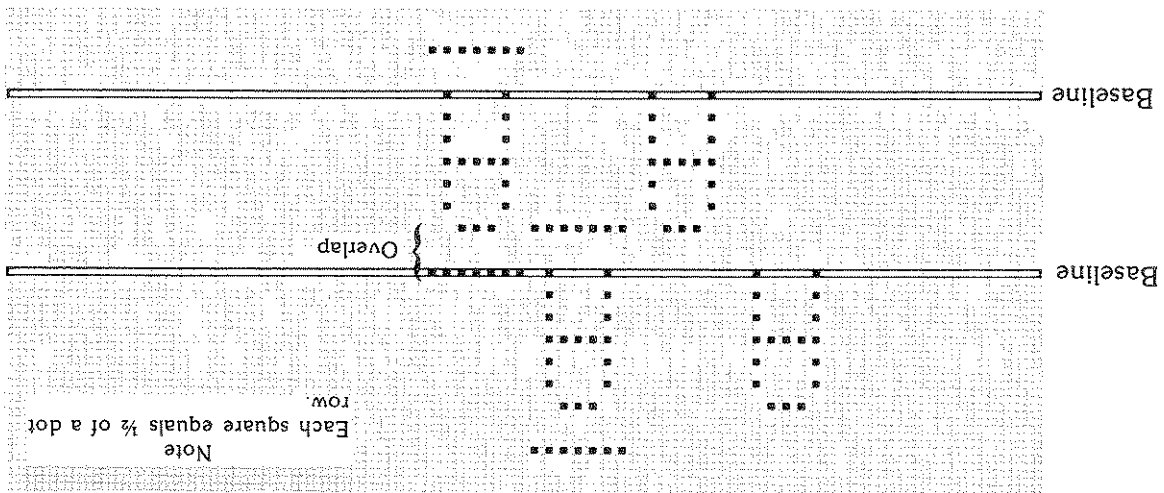 Note
Each square equals ½ of a dot
row.
A A
Baseline
Overlap
A A
Baseline